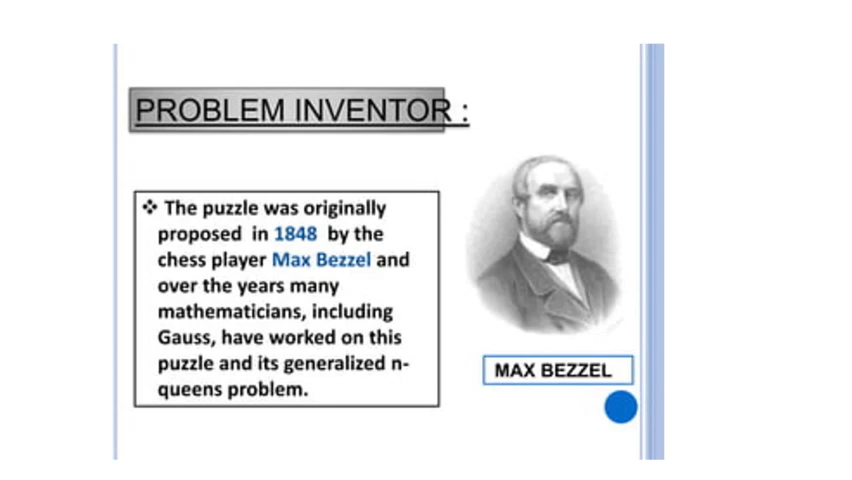 PROBLEM INVENTOR :
❖ The puzzle was originally
proposed in 1848 by the
chess player Max Bezzel and
over the years many
mathematicians, including
Gauss, have worked on this
puzzle and its generalized n-
queens problem.
MAX BEZZEL